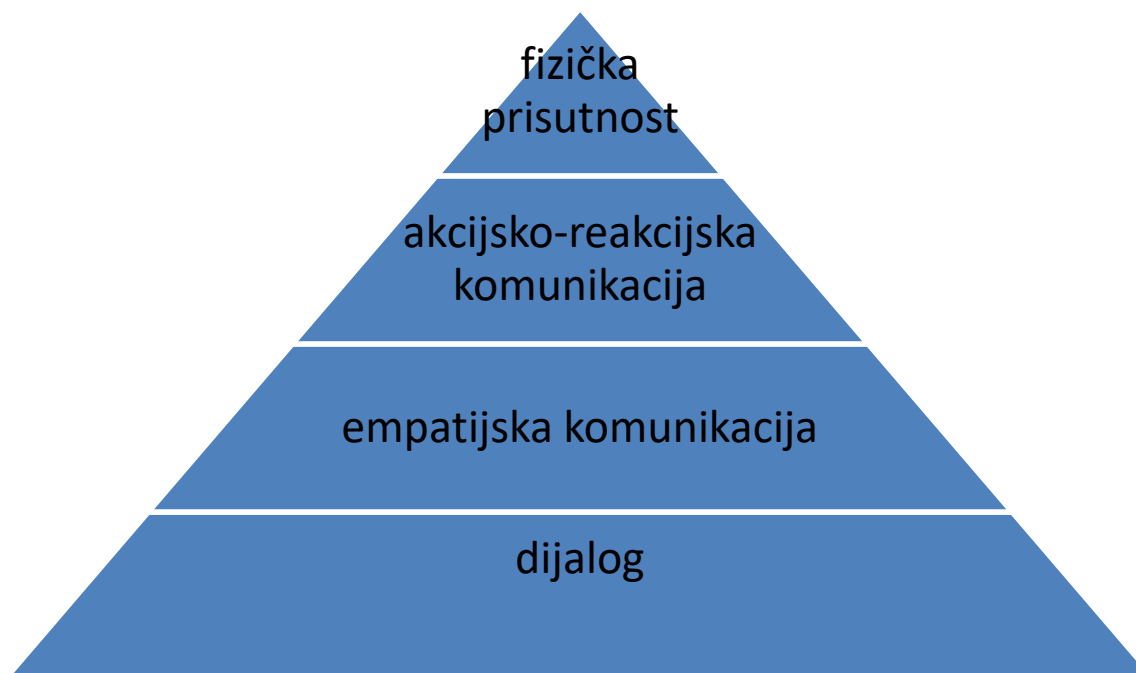 fizička
prisutnost
akcijsko-reakcijska
komunikacija
empatijska komunikacija
dijalog